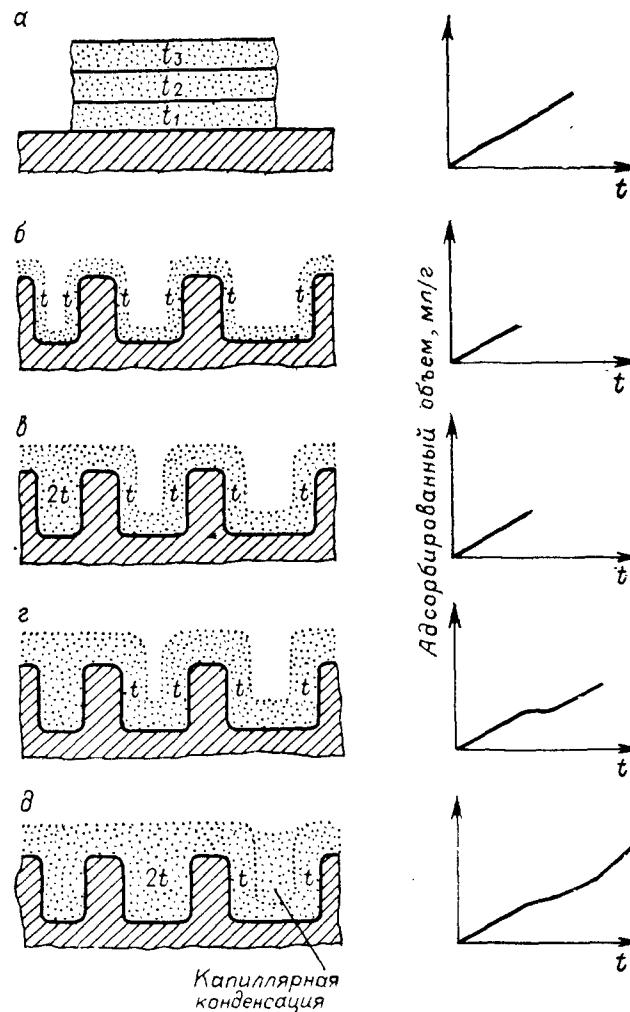 а
t3
t2
t1
t
б
t t t t t
t
в
2t t t t
t
г
t t t
t
д
2t t t
t
Адсорбированный объем, мл/г
Капиллярная
конденсация